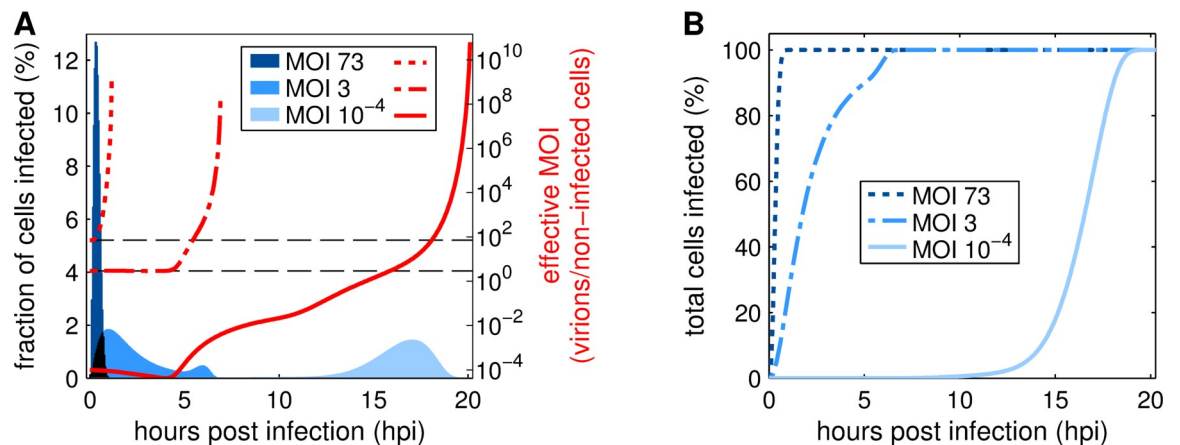 A
fraction of cells infected (%)
12
10
8
6
4
2
0
MOI 73
MOI 3
MOI 10⁻⁴
10¹⁰
10⁸
10⁶
10⁴
10²
10⁰
10⁻²
10⁻⁴
effective MOI
(virions/non−infected cells)
0 5 10 15 20
hours post infection (hpi)
B
total cells infected (%)
100
80
60
40
20
0
MOI 73
MOI 3
MOI 10⁻⁴
0 5 10 15 20
hours post infection (hpi)